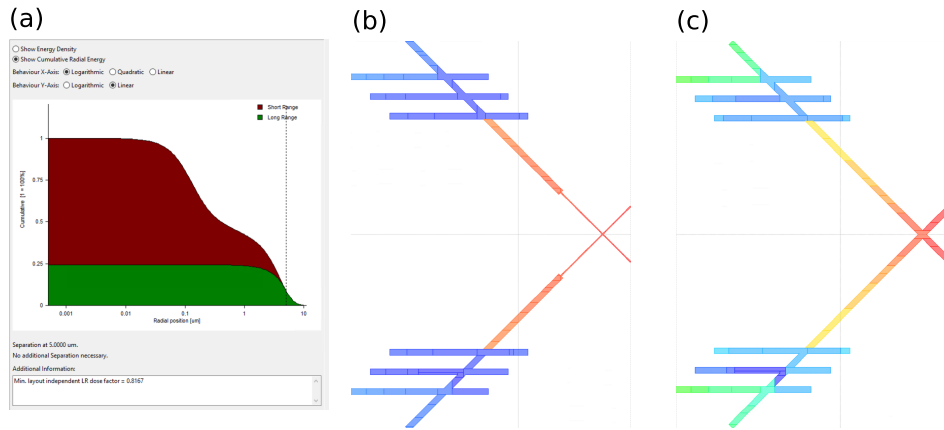 (a)
(b)
(c)
Show Energy Density
Show Cumulative Radial Energy
Behaviour X-Axis: Logarithmic Quadratic Linear
Behaviour Y-Axis: Logarithmic Linear
Short Range
Long Range
1
0.75
0.5
0.25
0
Cumulative [1 = 100%]
0.001
0.01
0.1
1
10
Radial position [um]
Separation at 5.0000 um.
No additional Separation necessary.
Additional Information:
Min. layout independent LR dose factor = 0.8167